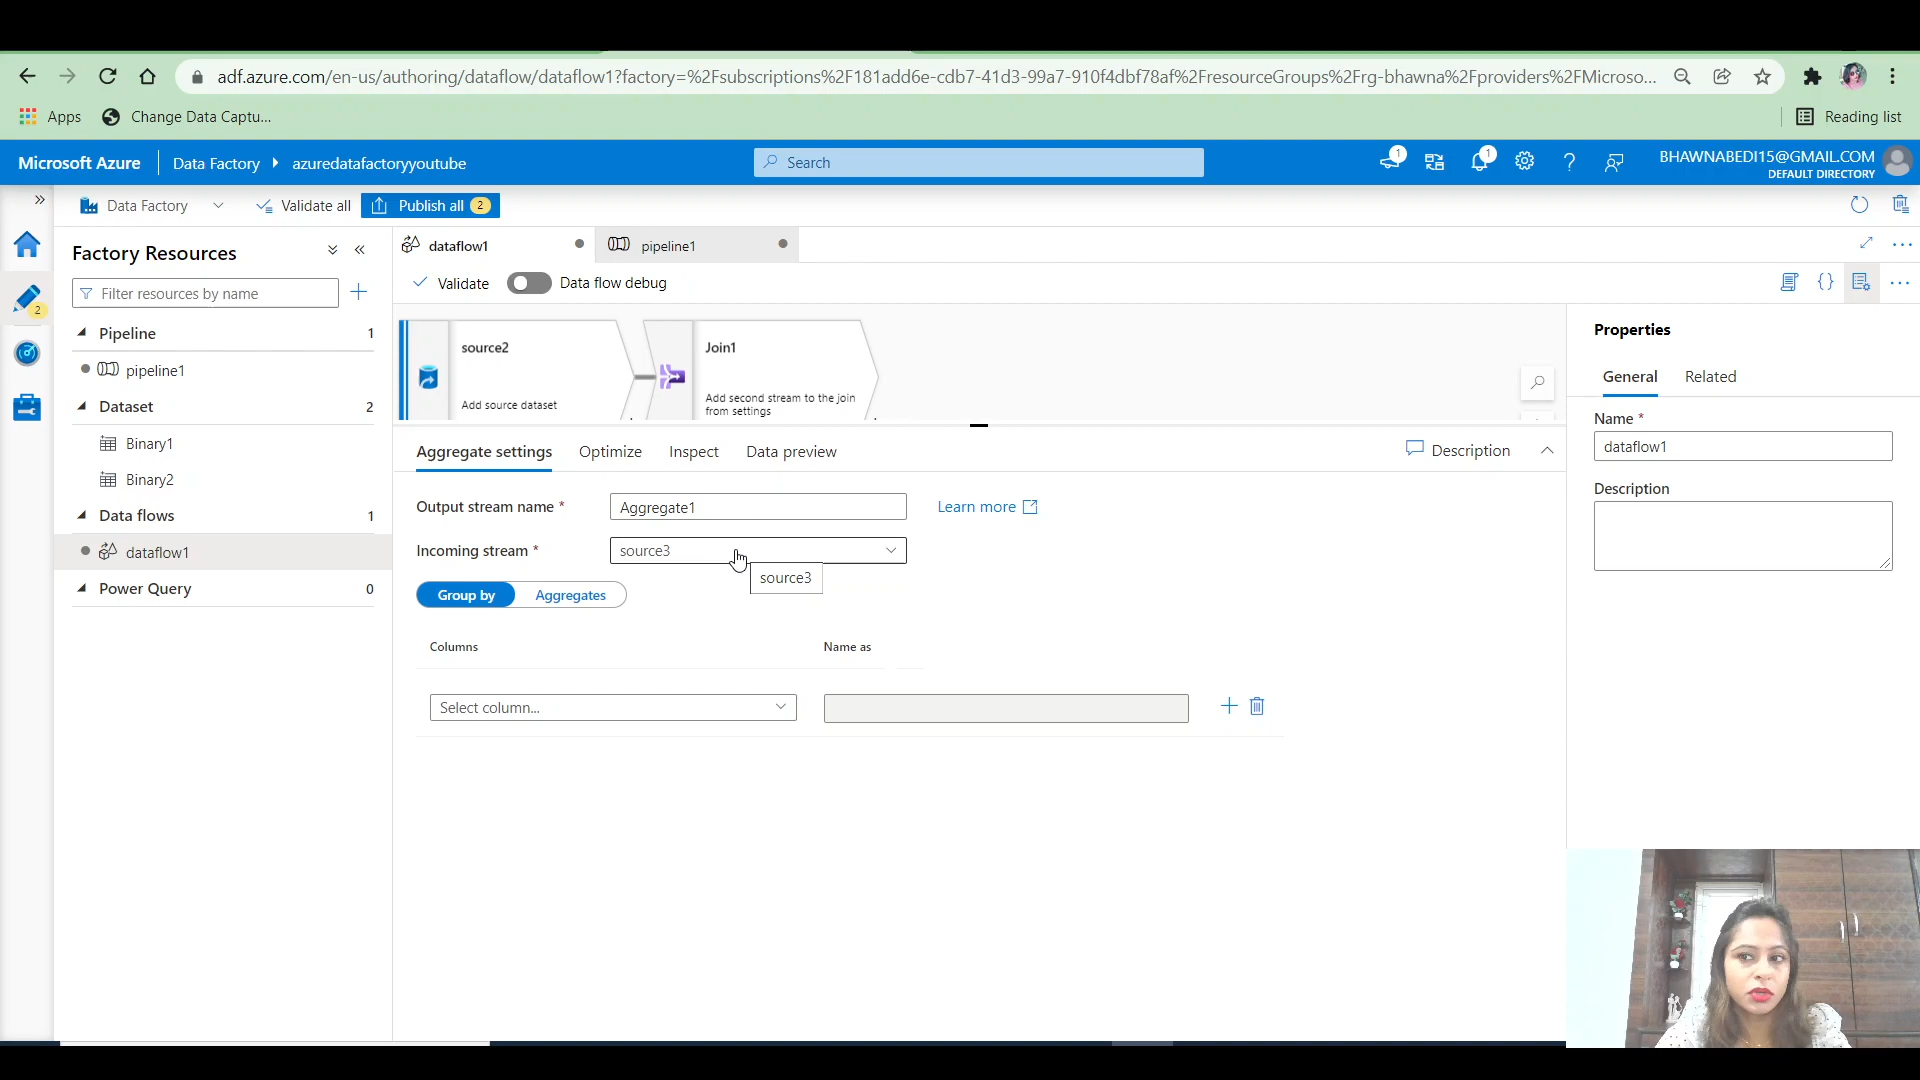 adf.azure.com/en-us/authoring/dataflow/dataflow1?factory=%2Fsubscriptions%2F181add6e-cdb7-41d3-99a7-910f4dbf78af%2FresourceGroups%2Frg-bhawna%2Fproviders%2FMicroso...
Apps
Change Data Captu...
Reading list
Microsoft Azure
Data Factory
azuredatafactoryyoutube
Search
1
1
BHAWNABEDI15@GMAIL.COM
DEFAULT DIRECTORY
Data Factory
Validate all
Publish all 2
Factory Resources
dataflow1
pipeline1
Validate
Data flow debug
Filter resources by name
2
Pipeline 1
pipeline1
Dataset 2
Binary1
Binary2
Data flows 1
dataflow1
Power Query 0
source2
Add source dataset
Join1
Add second stream to the join
from settings
Aggregate settings
Optimize
Inspect
Data preview
Description
Output stream name *
Aggregate1
Learn more
Incoming stream *
source3
source3
Group by
Aggregates
Columns
Name as
Select column...
Properties
General
Related
Name *
dataflow1
Description